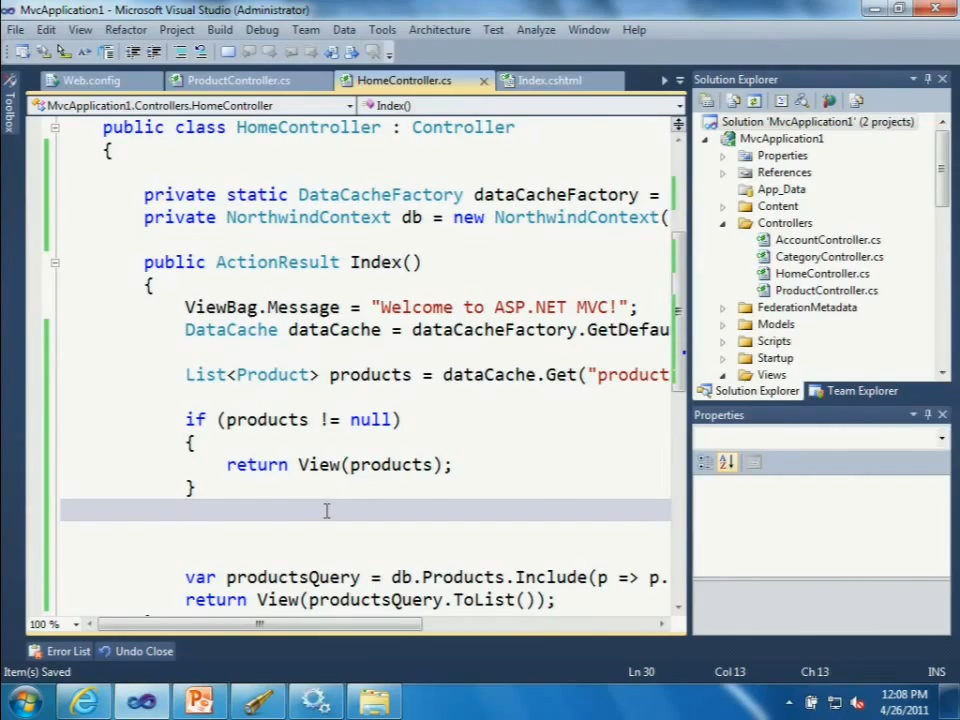 MvcApplication1 - Microsoft Visual Studio (Administrator)
File Edit View Refactor Project Build Debug Team Data Tools Architecture Test Analyze Window Help
Web.config ProductController.cs HomeController.cs Index.cshtml
MvcApplication1.Controllers.HomeController Index()
Toolbox
public class HomeController : Controller
{
private static DataCacheFactory dataCacheFactory =
private NorthwindContext db = new NorthwindContext(
public ActionResult Index()
{
ViewBag.Message = "Welcome to ASP.NET MVC!";
DataCache dataCache = dataCacheFactory.GetDefau
List<Product> products = dataCache.Get("product
if (products != null)
{
return View(products);
}
var productsQuery = db.Products.Include(p => p.
return View(productsQuery.ToList());
100 %
Solution Explorer
Solution 'MvcApplication1' (2 projects)
MvcApplication1
Properties
References
App_Data
Content
Controllers
AccountController.cs
CategoryController.cs
HomeController.cs
ProductController.cs
FederationMetadata
Models
Scripts
Startup
Views
Solution Explorer Team Explorer
Properties
Error List Undo Close
Item(s) Saved Ln 30 Col 13 Ch 13 INS
12:08 PM
4/26/2011